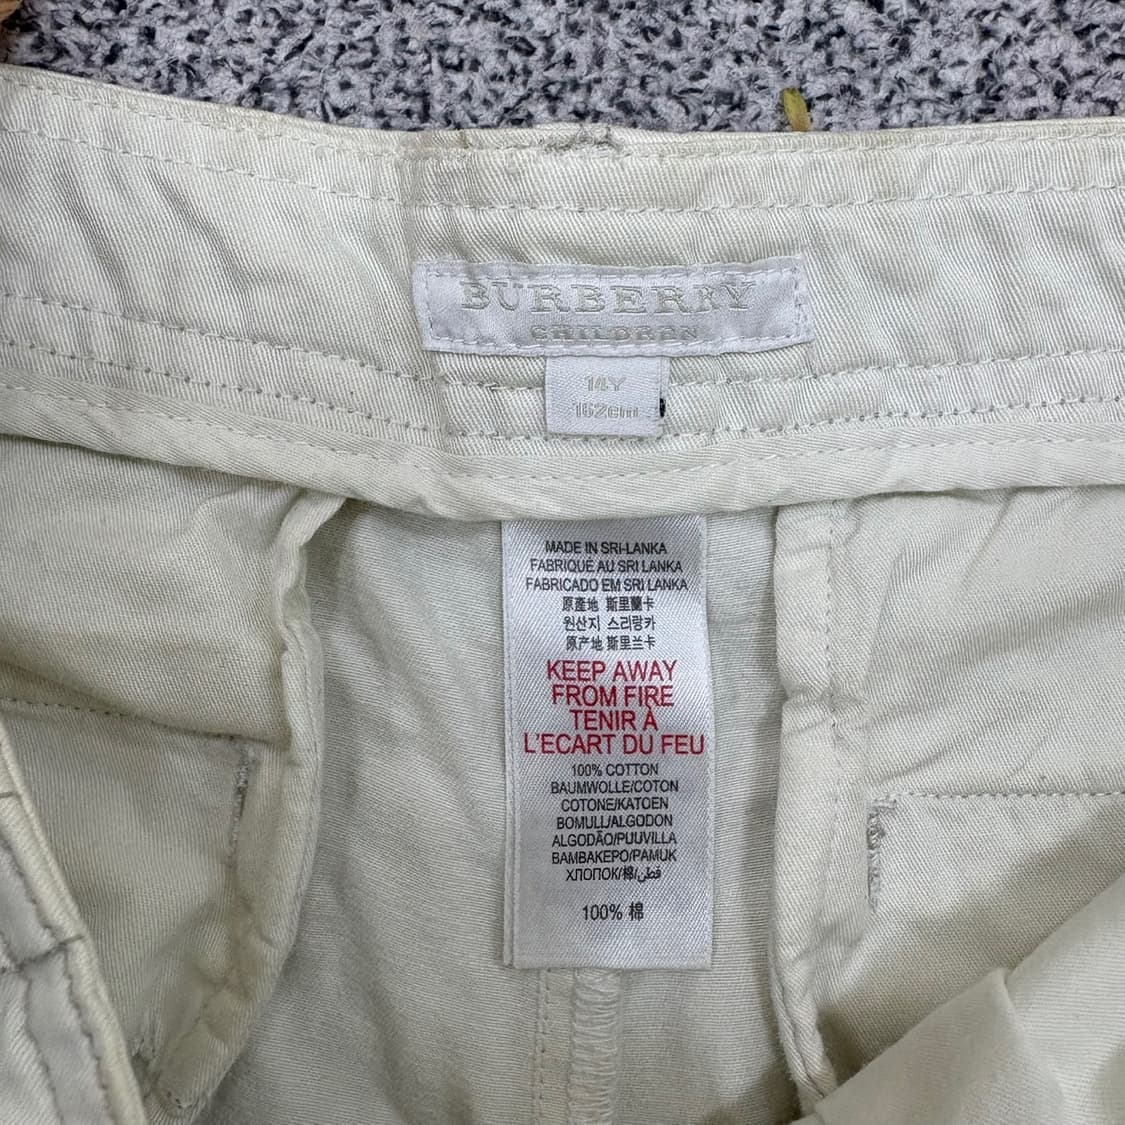 BURBERRY
CHILDREN
14Y
162cm
MADE IN SRI-LANKA
FABRIQUÉ AU SRI LANKA
FABRICADO EM SRI LANKA
原產地 斯里蘭卡
원산지 스리랑카
原产地 斯里兰卡
KEEP AWAY
FROM FIRE
TENIR À
L'ECART DU FEU
100% COTTON
BAUMWOLLE/COTON
COTONE/KATOEN
BOMULL/ALGODON
ALGODÃO/PUUVILLA
BAMBAKEPO/PAMUK
ХЛОПОК/棉/قطن
100% 棉